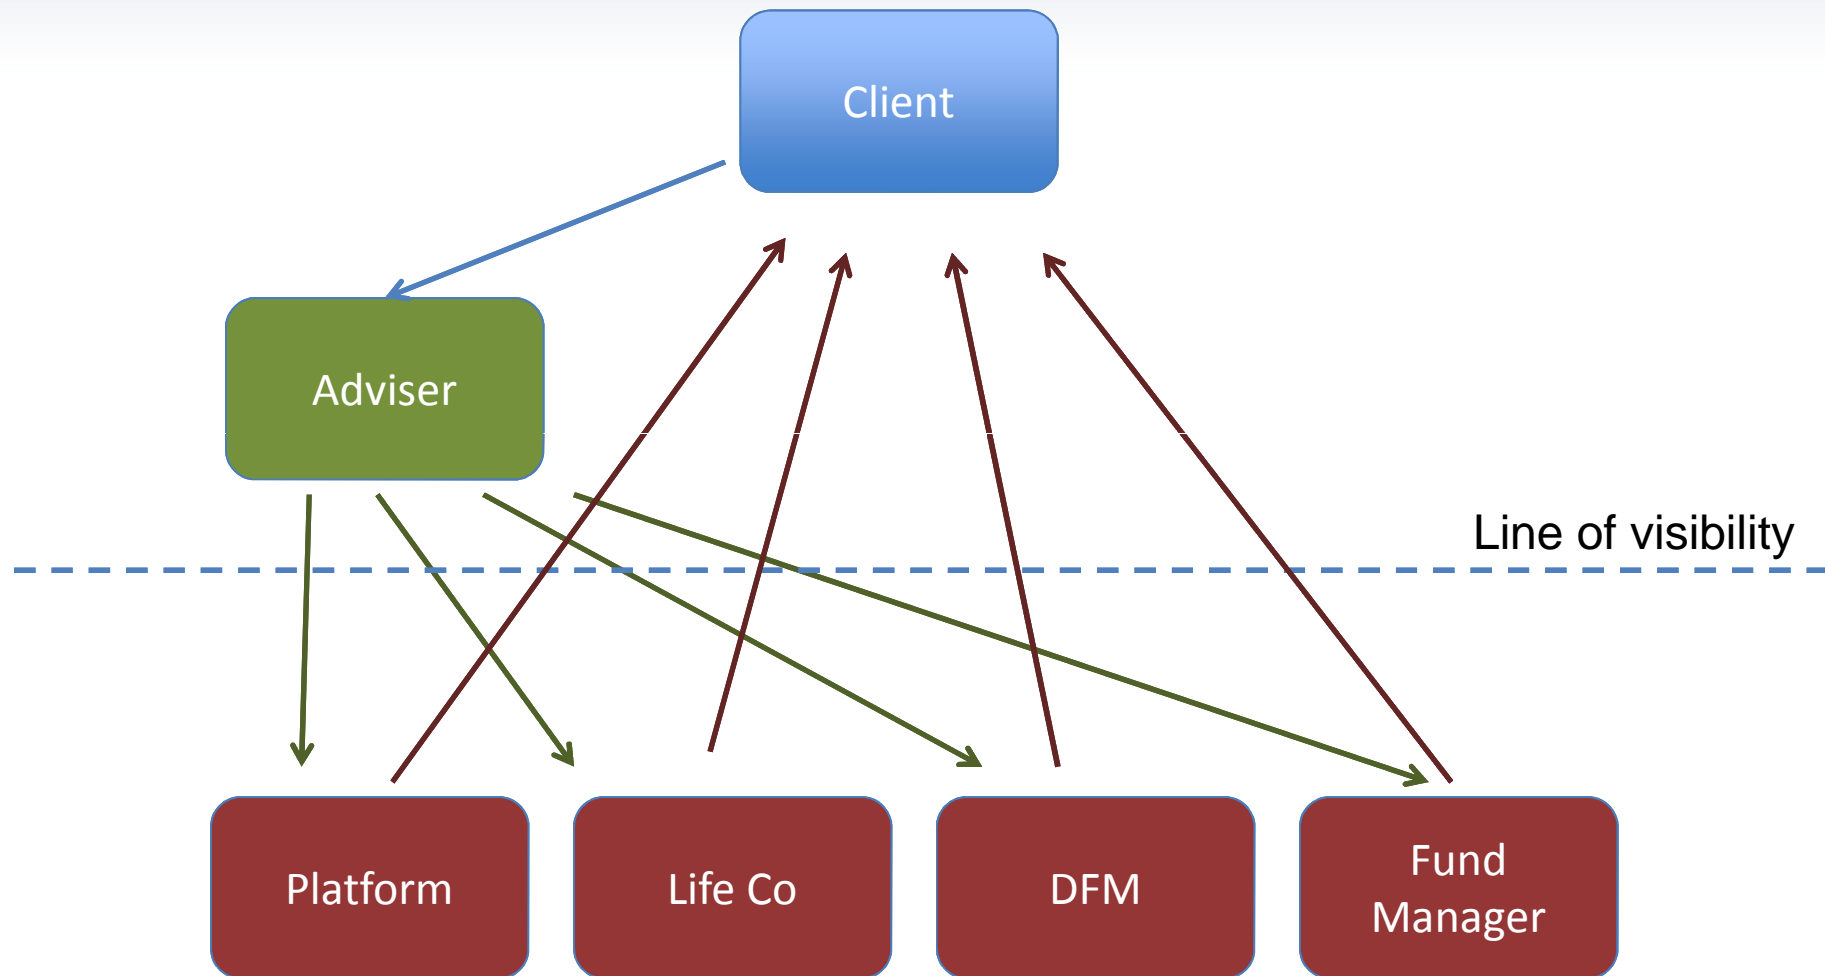 Client
Adviser
Line of visibility
Platform
Life Co
DFM
Fund
Manager